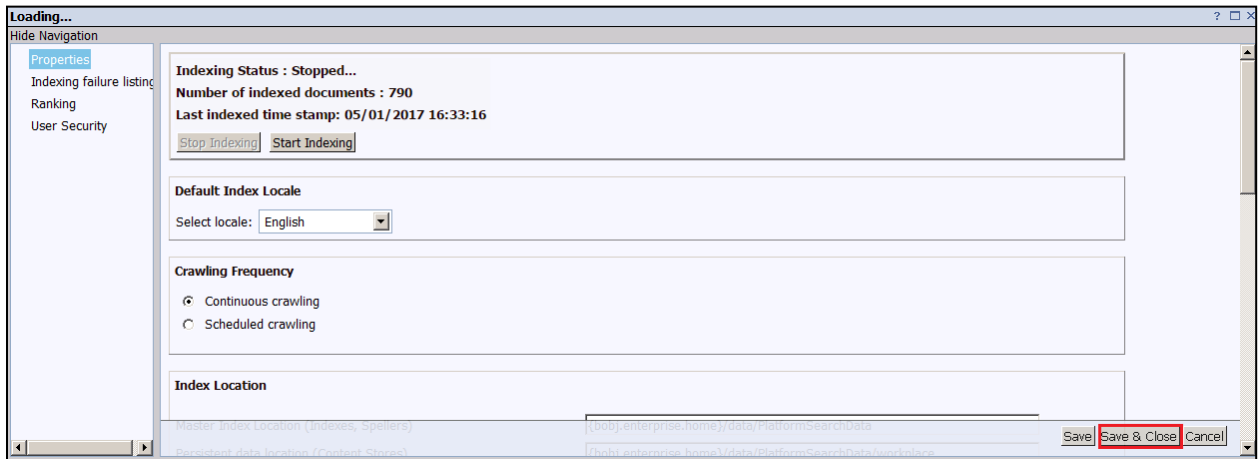 Loading...
?
Hide Navigation
Properties
Indexing failure listing
Ranking
User Security
Indexing Status : Stopped...
Number of indexed documents : 790
Last indexed time stamp: 05/01/2017 16:33:16
Stop Indexing Start Indexing
Default Index Locale
Select locale: English
Crawling Frequency
Continuous crawling
Scheduled crawling
Index Location
Master Index Location (Indexes, Spellers) {bobj.enterprise.home}/data/PlatformSearchData
Persistent data location (Content Stores) {bobj.enterprise.home}/data/PlatformSearchData/workplace
Save Save & Close Cancel